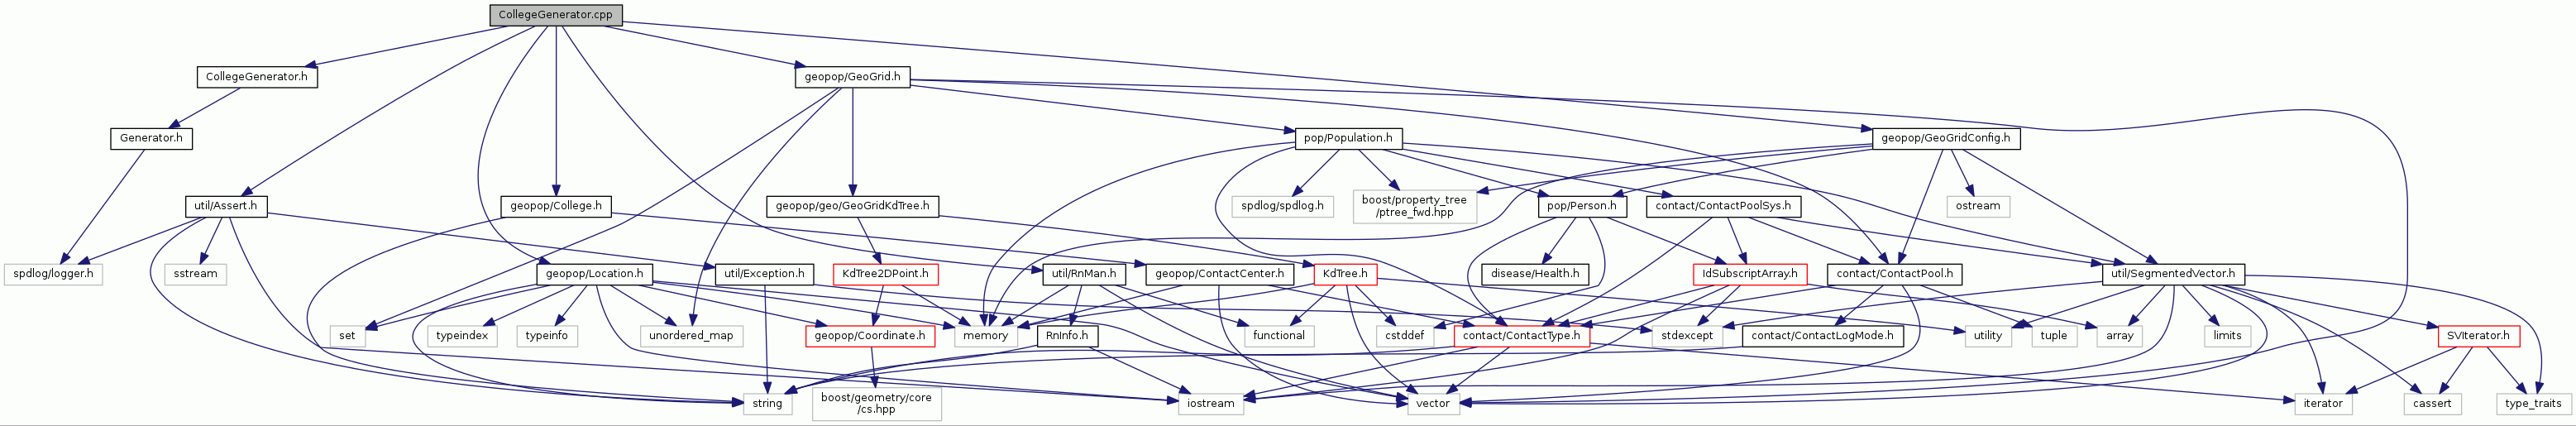 CollegeGenerator.cpp
CollegeGenerator.h
geopop/GeoGrid.h
Generator.h
pop/Population.h
geopop/GeoGridConfig.h
util/Assert.h
geopop/College.h
geopop/geo/GeoGridKdTree.h
spdlog/spdlog.h
boost/property_tree
/ptree_fwd.hpp
pop/Person.h
contact/ContactPoolSys.h
ostream
spdlog/logger.h
sstream
geopop/Location.h
util/Exception.h
KdTree2DPoint.h
util/RnMan.h
geopop/ContactCenter.h
KdTree.h
disease/Health.h
IdSubscriptArray.h
contact/ContactPool.h
util/SegmentedVector.h
set
typeindex
typeinfo
unordered_map
geopop/Coordinate.h
memory
RnInfo.h
functional
cstddef
contact/ContactType.h
stdexcept
contact/ContactLogMode.h
utility
tuple
array
limits
SVIterator.h
string
boost/geometry/core
/cs.hpp
iostream
vector
iterator
cassert
type_traits